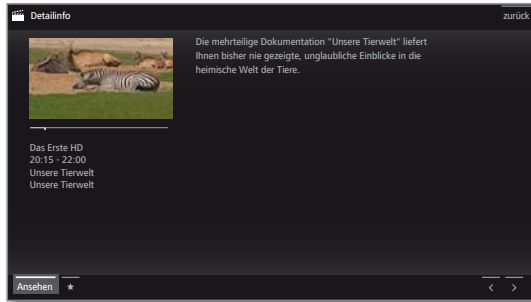 Detailinfo
zurück
Die mehrteilige Dokumentation "Unsere Tierwelt" liefert
Ihnen bisher nie gezeigte, unglaubliche Einblicke in die
heimische Welt der Tiere.
Das Erste HD
20:15 - 22:00
Unsere Tierwelt
Unsere Tierwelt
Ansehen